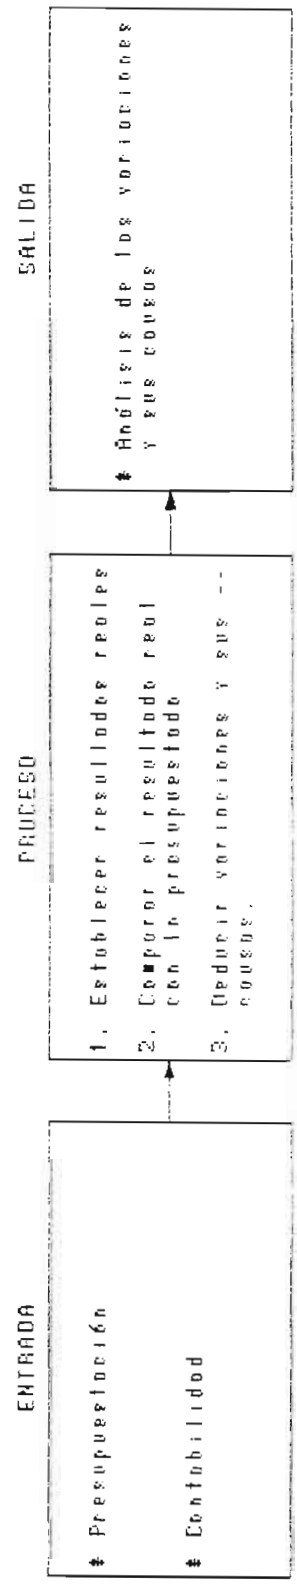 ENTRADA
# Presupuestación
# Contabilidad
PROCESO
1. Establecer resultados reales
2. Comparar el resultado real
con lo presupuestado
3. Deducir variaciones y sus --
causas.
SALIDA
# Análisis de las variaciones
y sus causas